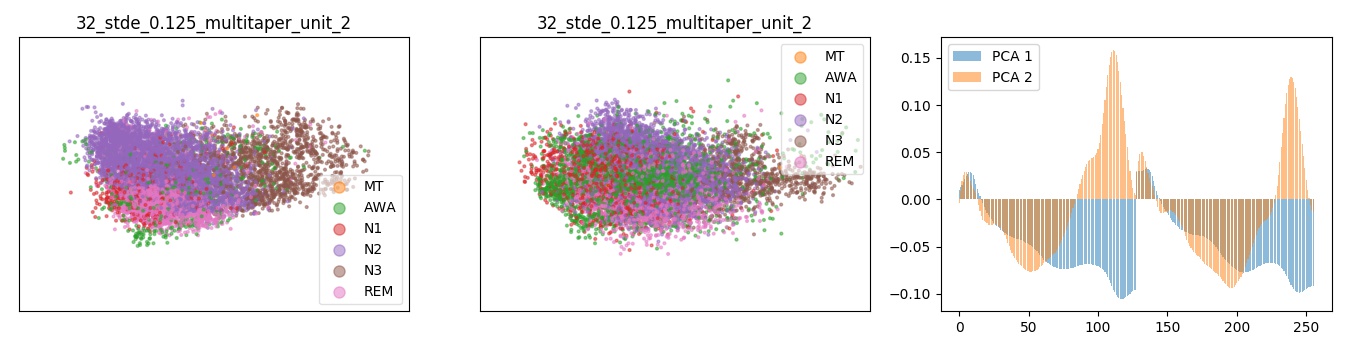 32_stde_0.125_multitaper_unit_2
MT
AWA
N1
N2
N3
REM
32_stde_0.125_multitaper_unit_2
MT
AWA
N1
N2
N3
REM
PCA 1
PCA 2
0.15
0.10
0.05
0.00
−0.05
−0.10
0
50
100
150
200
250